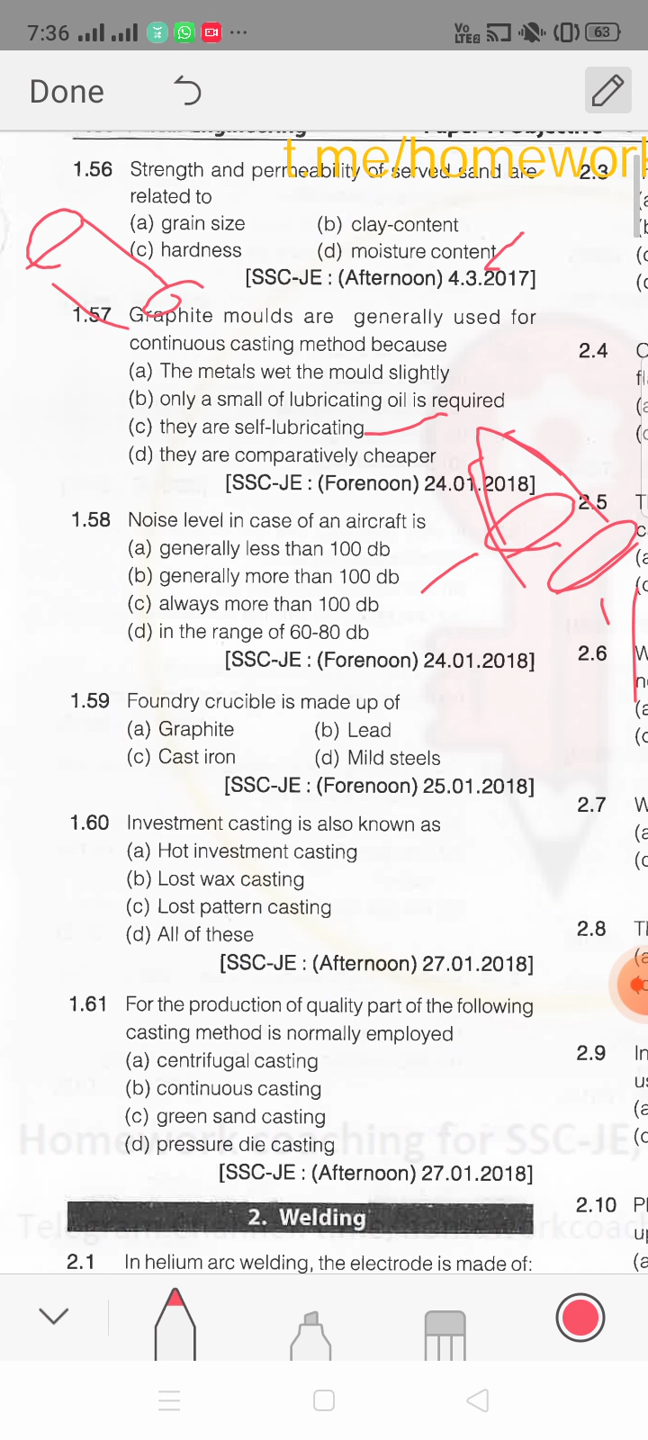 7:36
Vo LTE2
63
Done
t.me/homework
1.56 Strength and permeability of served sand are
related to
(a) grain size (b) clay-content
(c) hardness (d) moisture content
[SSC-JE : (Afternoon) 4.3.2017]
1.57 Graphite moulds are generally used for
continuous casting method because
(a) The metals wet the mould slightly
(b) only a small of lubricating oil is required
(c) they are self-lubricating
(d) they are comparatively cheaper
[SSC-JE : (Forenoon) 24.01.2018]
1.58 Noise level in case of an aircraft is
(a) generally less than 100 db
(b) generally more than 100 db
(c) always more than 100 db
(d) in the range of 60-80 db
[SSC-JE : (Forenoon) 24.01.2018]
1.59 Foundry crucible is made up of
(a) Graphite (b) Lead
(c) Cast iron (d) Mild steels
[SSC-JE : (Forenoon) 25.01.2018]
1.60 Investment casting is also known as
(a) Hot investment casting
(b) Lost wax casting
(c) Lost pattern casting
(d) All of these
[SSC-JE : (Afternoon) 27.01.2018]
1.61 For the production of quality part of the following
casting method is normally employed
(a) centrifugal casting
(b) continuous casting
(c) green sand casting
(d) pressure die casting
Homework coaching for SSC-JE,
[SSC-JE : (Afternoon) 27.01.2018]
2. Welding
2.1 In helium arc welding, the electrode is made of:
2.3
2.4
2.5
2.6
2.7
2.8
2.9 In
2.10